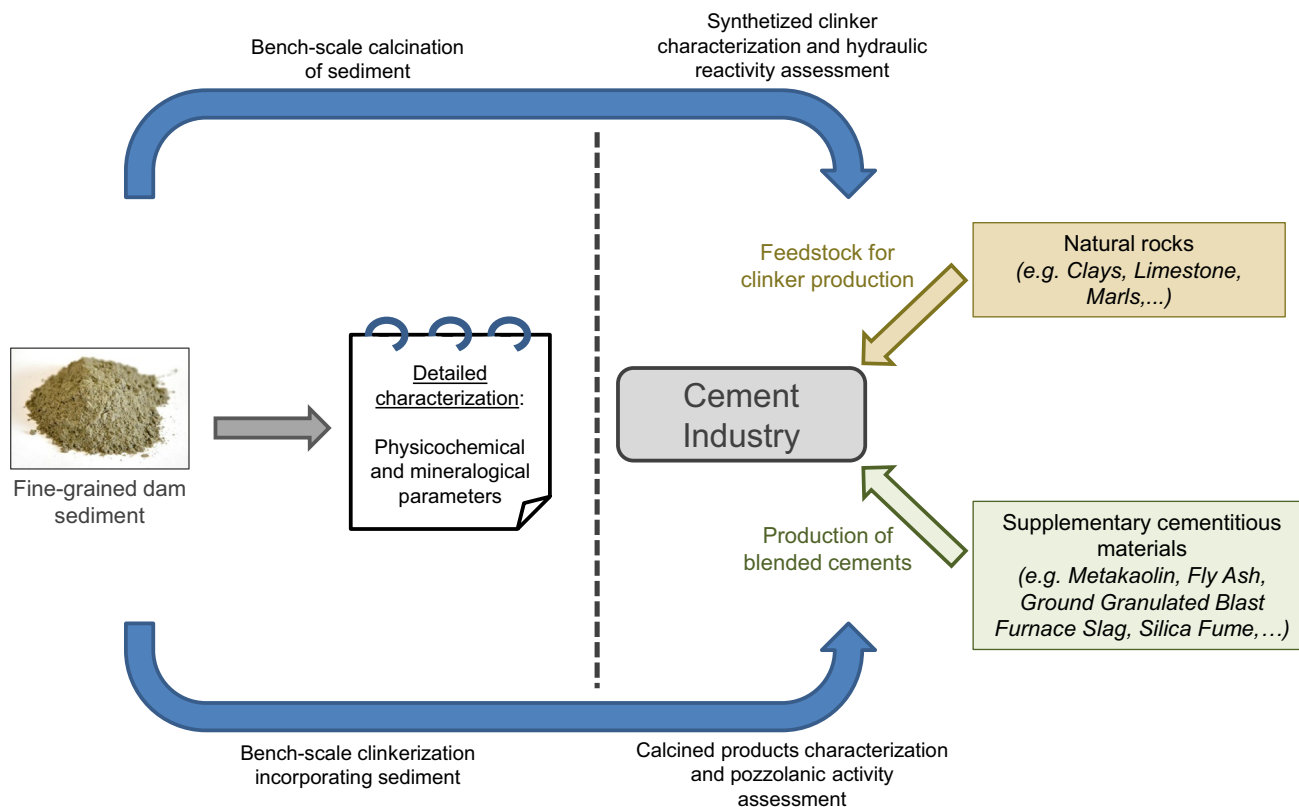 Bench-scale calcination
of sediment
Synthetized clinker
characterization and hydraulic
reactivity assessment
Feedstock for
clinker production
Natural rocks
(e.g. Clays, Limestone,
Marls,...)
Detailed
characterization:
Physicochemical
and mineralogical
parameters
Cement
Industry
Fine-grained dam
sediment
Production of
blended cements
Supplementary cementitious
materials
(e.g. Metakaolin, Fly Ash,
Ground Granulated Blast
Furnace Slag, Silica Fume,…)
Bench-scale clinkerization
incorporating sediment
Calcined products characterization
and pozzolanic activity
assessment